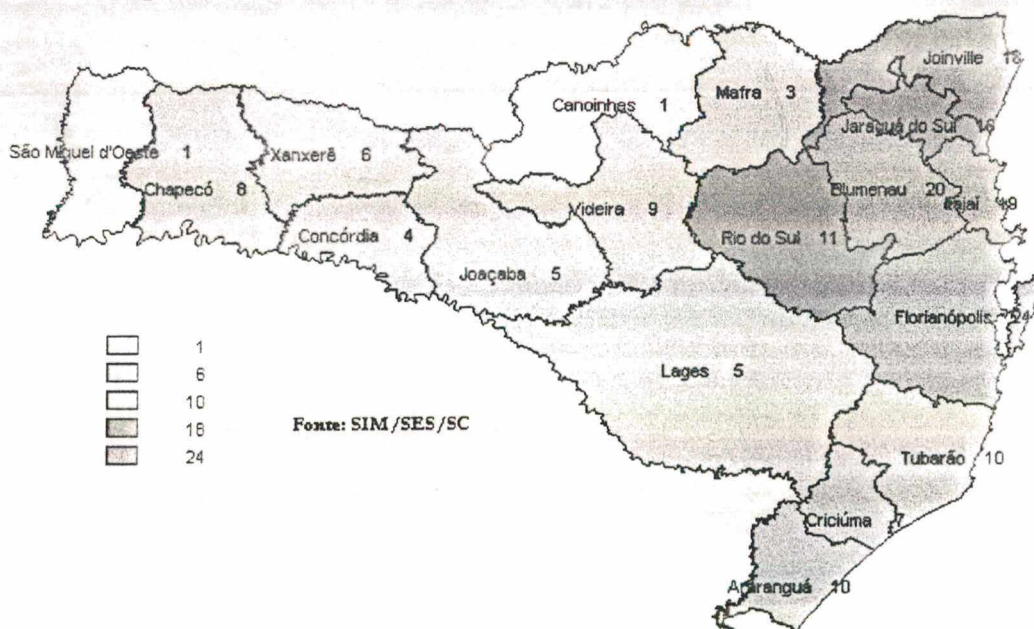 Joinville 18
Canoinhas 1
Mafra 3
Jaraguá do Sul 16
São Miguel d'Oeste 1
Xanxerê 6
Chapecó 8
Blumenau 20
Itajaí 19
Videira 9
Concórdia 4
Rio do Sul 11
Joaçaba 5
Florianópolis 24
Lages 5
1
6
10
16
24
Fonte: SIM/SES/SC
Tubarão 10
Criciúma
Araranguá 10